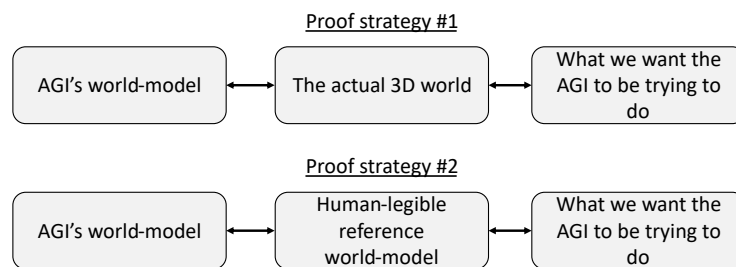 Proof strategy #1
AGI's world-model
The actual 3D world
What we want the
AGI to be trying to
do
Proof strategy #2
AGI's world-model
Human-legible
reference
world-model
What we want the
AGI to be trying to
do